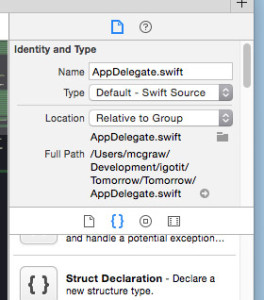 Identity and Type
Name AppDelegate.swift
Type Default - Swift Source
Location Relative to Group
AppDelegate.swift
Full Path /Users/mcgraw/
Development/igotit/
Tomorrow/Tomorrow/
AppDelegate.swift
{}
and handle a potential exception…
{ } Struct Declaration - Declare a
new structure type.